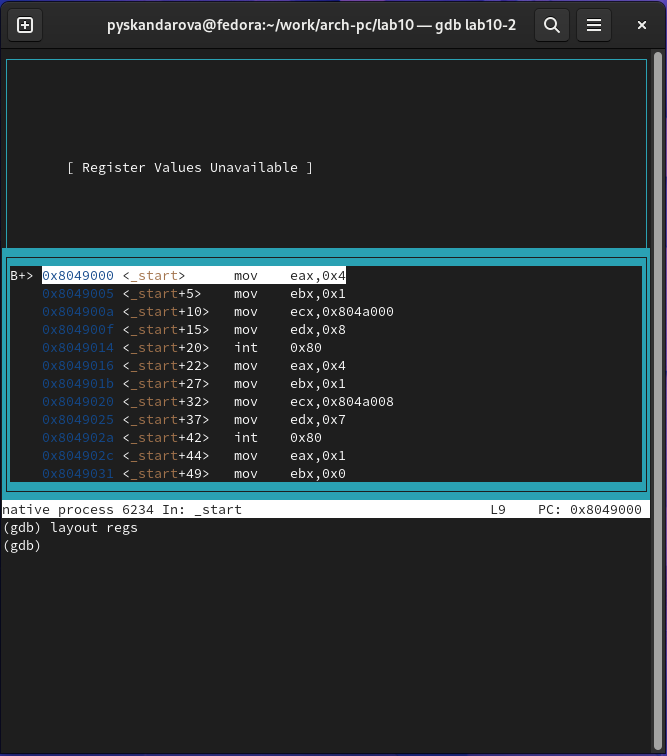 pyskandarova@fedora:~/work/arch-pc/lab10 — gdb lab10-2
[ Register Values Unavailable ]
B+> 0x8049000 <_start> mov eax,0x4
0x8049005 <_start+5> mov ebx,0x1
0x804900a <_start+10> mov ecx,0x804a000
0x804900f <_start+15> mov edx,0x8
0x8049014 <_start+20> int 0x80
0x8049016 <_start+22> mov eax,0x4
0x804901b <_start+27> mov ebx,0x1
0x8049020 <_start+32> mov ecx,0x804a008
0x8049025 <_start+37> mov edx,0x7
0x804902a <_start+42> int 0x80
0x804902c <_start+44> mov eax,0x1
0x8049031 <_start+49> mov ebx,0x0
native process 6234 In: _start L9 PC: 0x8049000
(gdb) layout regs
(gdb)